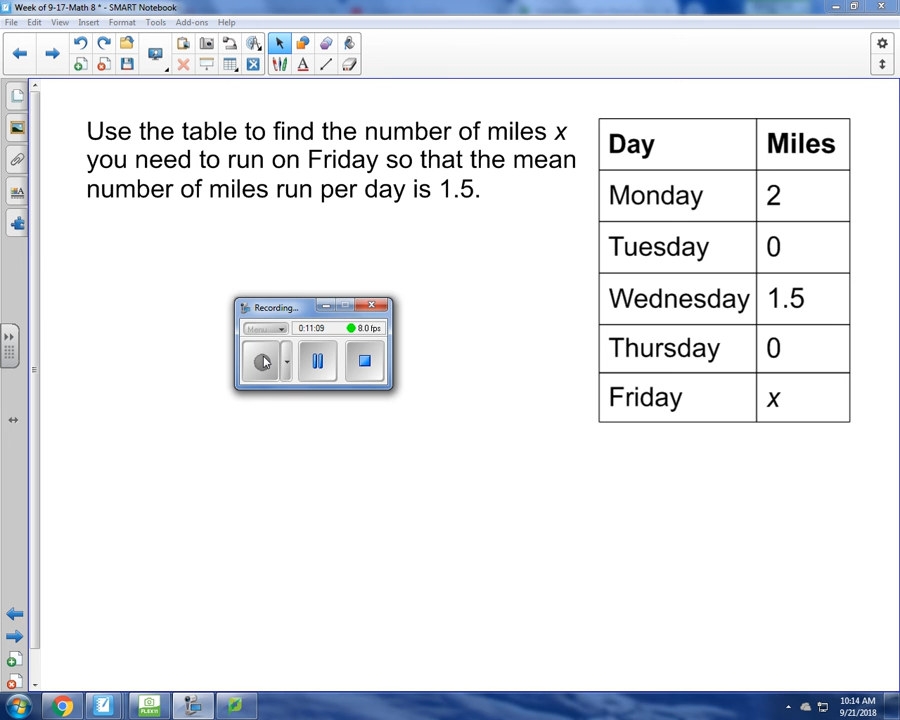 Week of 9-17-Math 8 * - SMART Notebook
File Edit View Insert Format Tools Add-ons Help
Use the table to find the number of miles x
you need to run on Friday so that the mean
number of miles run per day is 1.5.
Day Miles
Monday 2
Tuesday 0
Wednesday 1.5
Thursday 0
Friday x
Recording...
Menu 0:11:09 8.0 fps
10:14 AM
9/21/2018